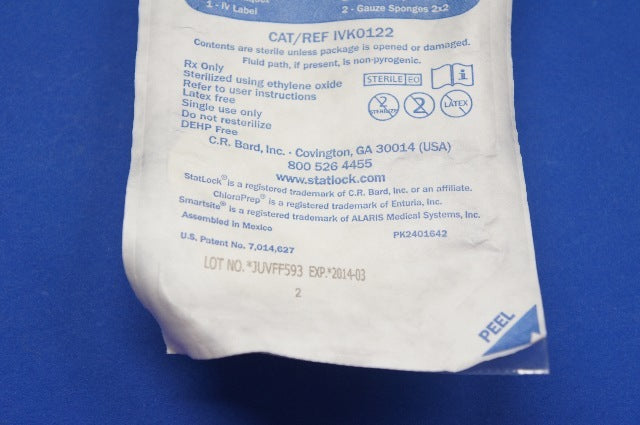 1 - IV Label
2 - Gauze Sponges 2x2
CAT/REF IVK0122
Contents are sterile unless package is opened or damaged.
Fluid path, if present, is non-pyrogenic.
Rx Only
Sterilized using ethylene oxide
Refer to user instructions
Latex free
Single use only
Do not resterilize
DEHP Free
STERILE EO
i
2
STERILIZE
2
LATEX
C.R. Bard, Inc. · Covington, GA 30014 (USA)
800 526 4455
www.statlock.com
StatLock® is a registered trademark of C.R. Bard, Inc. or an affiliate.
ChloraPrep® is a registered trademark of Enturia, Inc.
Smartsite® is a registered trademark of ALARIS Medical Systems, Inc.
Assembled in Mexico
PK2401642
U.S. Patent No. 7,014,627
LOT NO.*JUVFF593 EXP.*2014-03
2
PEEL